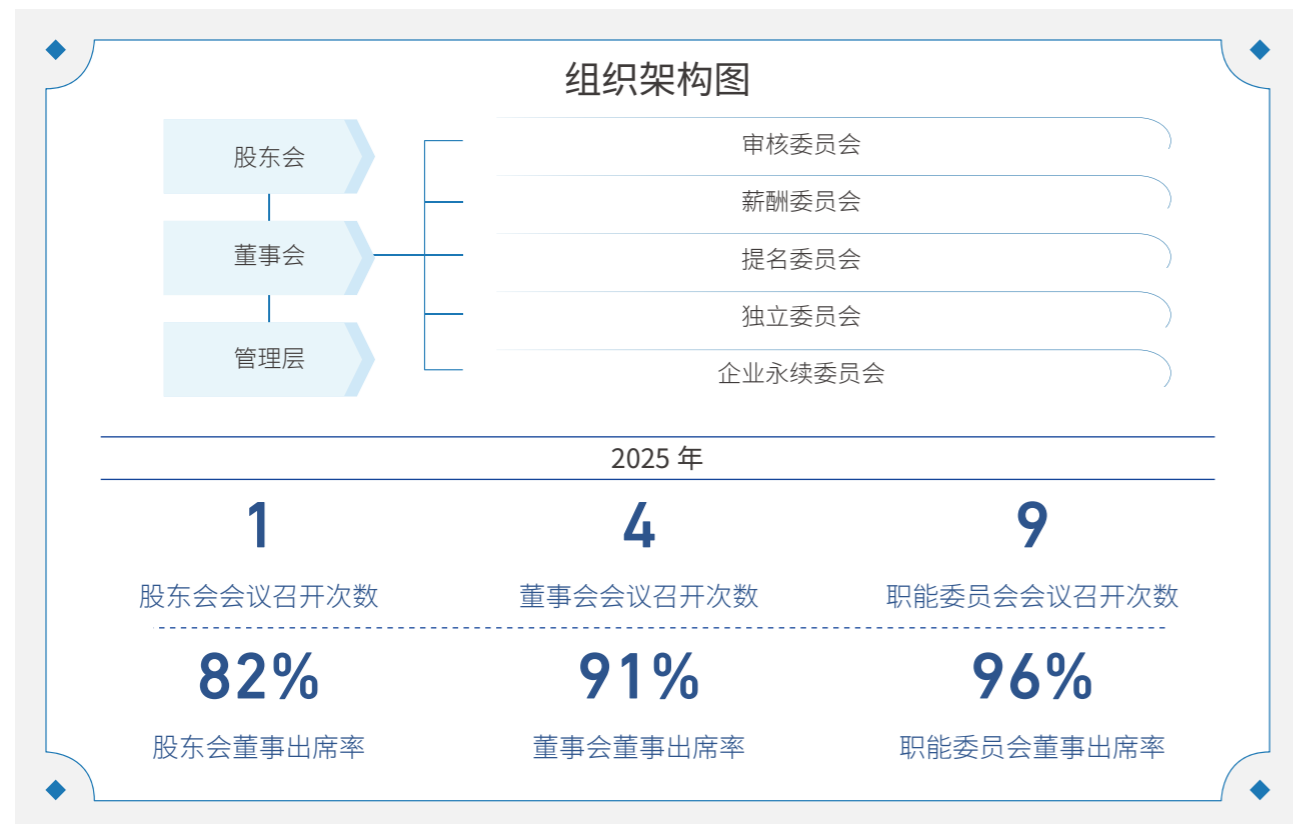 组织架构图
股东会
董事会
管理层
审核委员会
薪酬委员会
提名委员会
独立委员会
企业永续委员会
2025 年
1
4
9
股东会会议召开次数
董事会会议召开次数
职能委员会会议召开次数
82%
91%
96%
股东会董事出席率
董事会董事出席率
职能委员会董事出席率